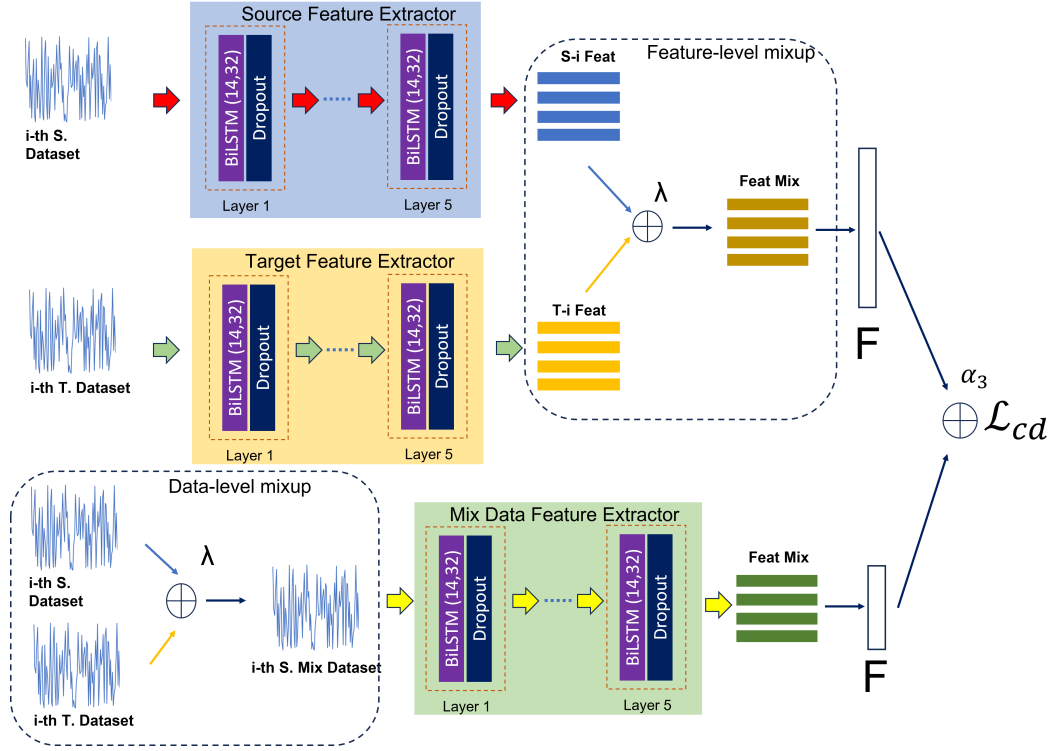 Source Feature Extractor
i-th S.
Dataset
BiLSTM (14,32)
Dropout
Layer 1
BiLSTM (14,32)
Dropout
Layer 5
Feature-level mixup
S-i Feat
λ
Feat Mix
T-i Feat
F
Target Feature Extractor
i-th T. Dataset
BiLSTM (14,32)
Dropout
Layer 1
BiLSTM (14,32)
Dropout
Layer 5
α₃
ℒ_cd
Data-level mixup
i-th S.
Dataset
λ
i-th T. Dataset
i-th S. Mix Dataset
Mix Data Feature Extractor
BiLSTM (14,32)
Dropout
Layer 1
BiLSTM (14,32)
Dropout
Layer 5
Feat Mix
F